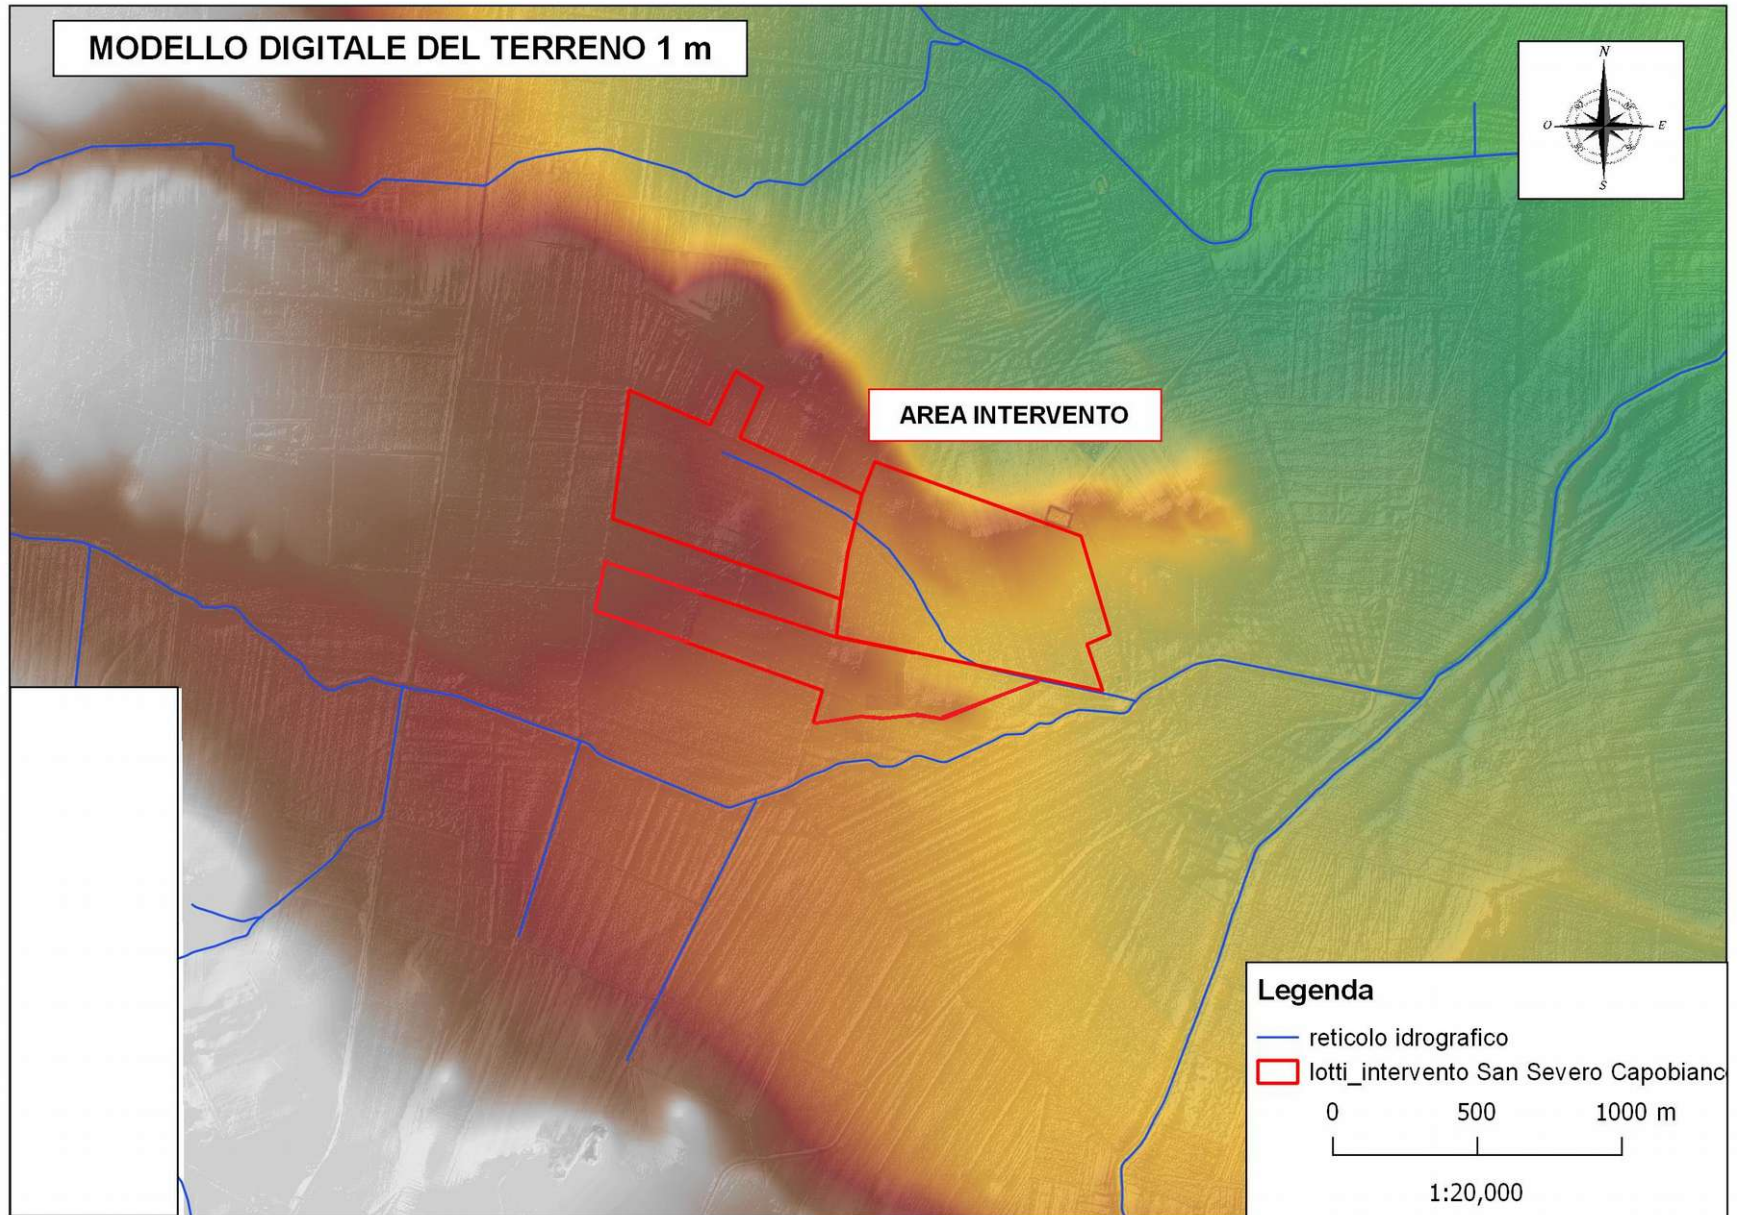 MODELLO DIGITALE DEL TERRENO 1 m
N
O
E
S
AREA INTERVENTO
Legenda
reticolo idrografico
lotti_intervento San Severo Capobianc
0 500 1000 m
1:20,000